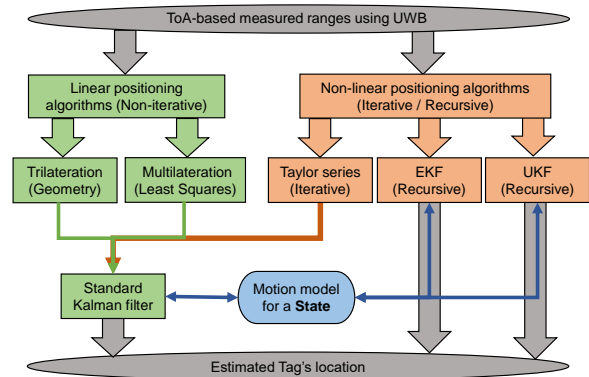 ToA-based measured ranges using UWB
Linear positioning
algorithms (Non-iterative)
Non-linear positioning algorithms
(Iterative / Recursive)
Trilateration
(Geometry)
Multilateration
(Least Squares)
Taylor series
(Iterative)
EKF
(Recursive)
UKF
(Recursive)
Standard
Kalman filter
Motion model
for a State
Estimated Tag's location